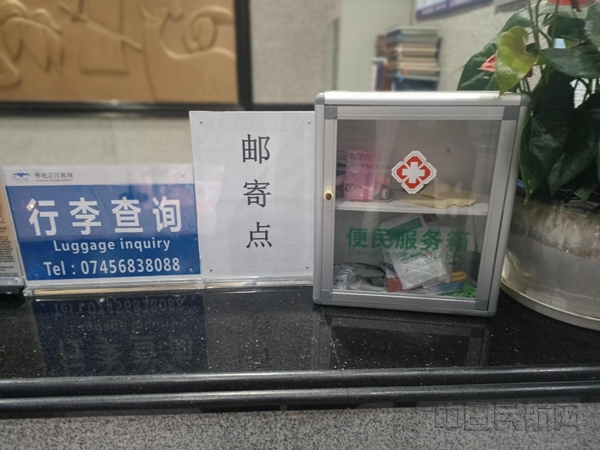 怀化芷江机场
行李查询
Luggage inquiry
Tel：07456838088
邮寄点
便民服务箱
中国民航网